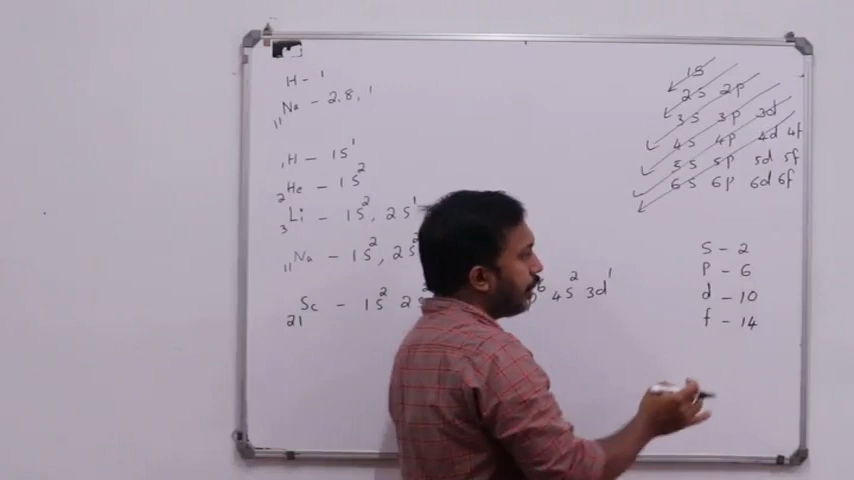 H - 1
11Na - 2,8,1
1H - 1s¹
2He - 1s²
3Li - 1s², 2s¹
11Na - 1s², 2s²
21Sc - 1s² 2s² 6 4s² 3d¹
1s
2s 2p
3s 3p 3d
4s 4p 4d 4f
5s 5p 5d 5f
6s 6p 6d 6f
S - 2
P - 6
d - 10
f - 14